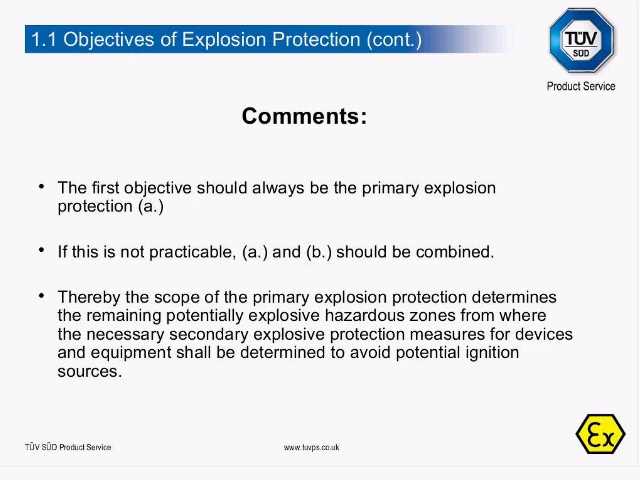 1.1 Objectives of Explosion Protection (cont.)
TÜV
SÜD
Product Service
Comments:
• The first objective should always be the primary explosion
protection (a.)
• If this is not practicable, (a.) and (b.) should be combined.
• Thereby the scope of the primary explosion protection determines
the remaining potentially explosive hazardous zones from where
the necessary secondary explosive protection measures for devices
and equipment shall be determined to avoid potential ignition
sources.
Ex
TÜV SÜD Product Service
www.tuvps.co.uk